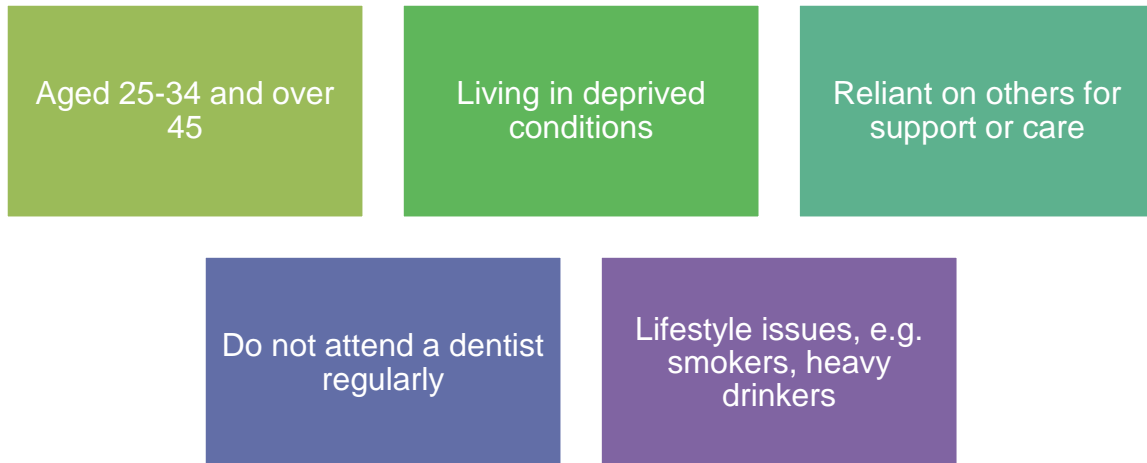 Aged 25-34 and over
45
Living in deprived
conditions
Reliant on others for
support or care
Do not attend a dentist
regularly
Lifestyle issues, e.g.
smokers, heavy
drinkers